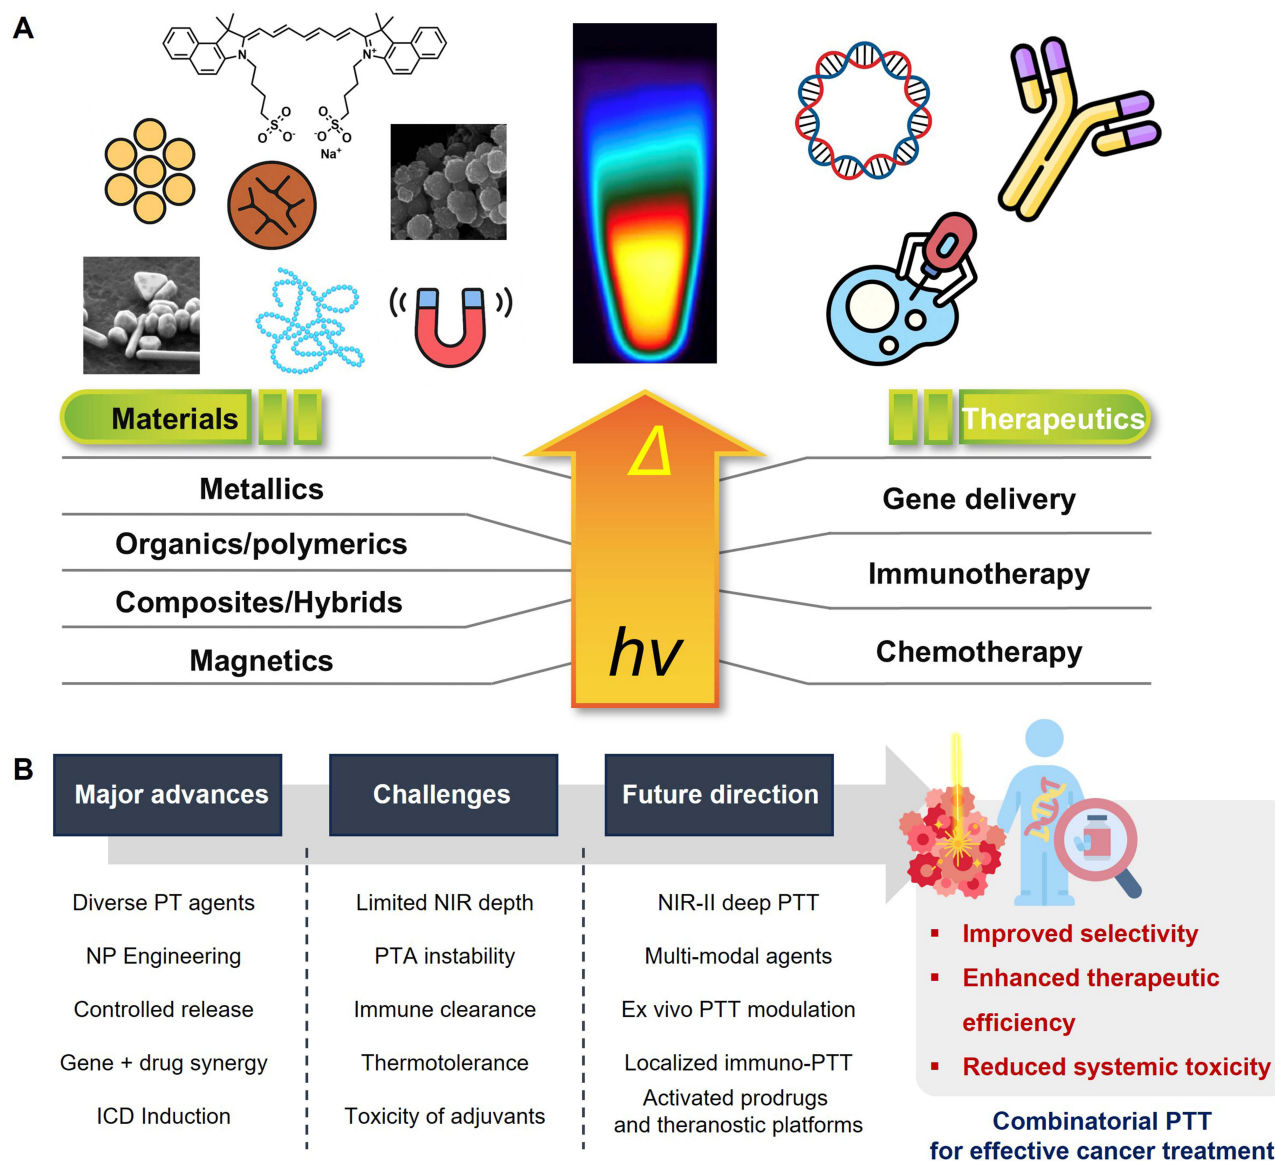 A
N
N+
S
O
O
O-
S
O
O
-O
Na+
Materials
Metallics
Organics/polymerics
Composites/Hybrids
Magnetics
Δ
hν
Therapeutics
Gene delivery
Immunotherapy
Chemotherapy
B
Major advances
Diverse PT agents
NP Engineering
Controlled release
Gene + drug synergy
ICD Induction
Challenges
Limited NIR depth
PTA instability
Immune clearance
Thermotolerance
Toxicity of adjuvants
Future direction
NIR-II deep PTT
Multi-modal agents
Ex vivo PTT modulation
Localized immuno-PTT
Activated prodrugs
and theranostic platforms
▪ Improved selectivity
▪ Enhanced therapeutic
efficiency
▪ Reduced systemic toxicity
Combinatorial PTT
for effective cancer treatment